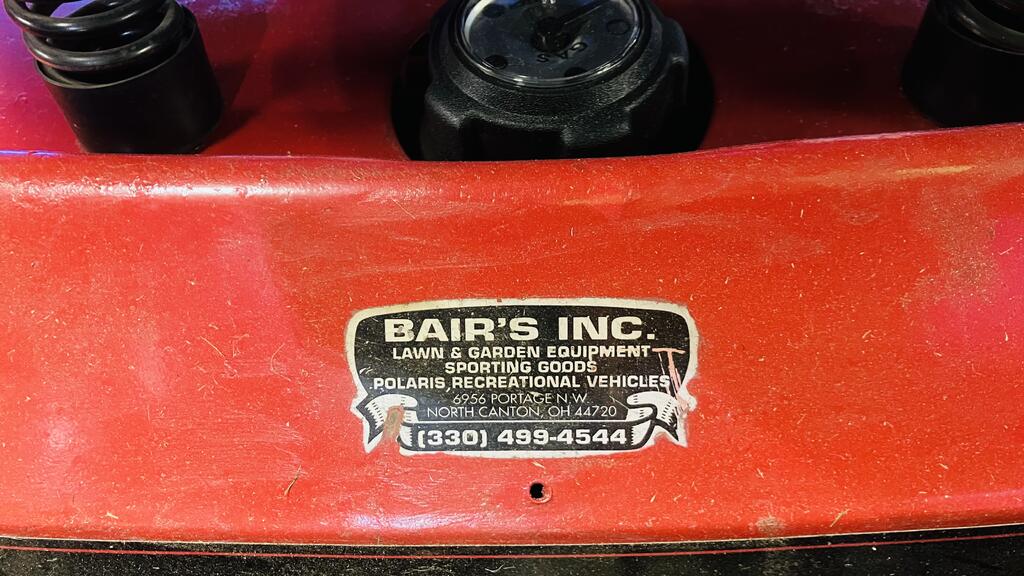 GAS
BAIR'S INC.
LAWN & GARDEN EQUIPMENT
SPORTING GOODS
POLARIS, RECREATIONAL VEHICLES
6956 PORTAGE N.W.
NORTH CANTON, OH 44720
(330) 499-4544